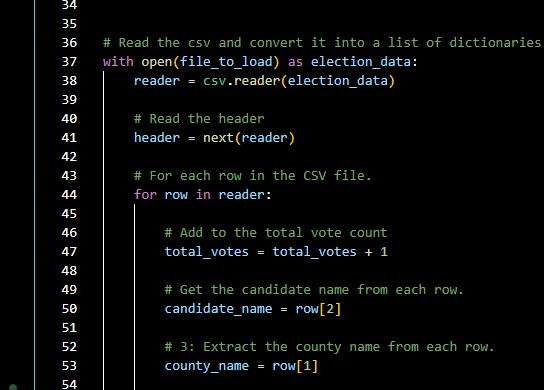 34
35
36 # Read the csv and convert it into a list of dictionaries
37 with open(file_to_load) as election_data:
38     reader = csv.reader(election_data)
39
40     # Read the header
41     header = next(reader)
42
43     # For each row in the CSV file.
44     for row in reader:
45
46         # Add to the total vote count
47         total_votes = total_votes + 1
48
49         # Get the candidate name from each row.
50         candidate_name = row[2]
51
52         # 3: Extract the county name from each row.
53         county_name = row[1]
54